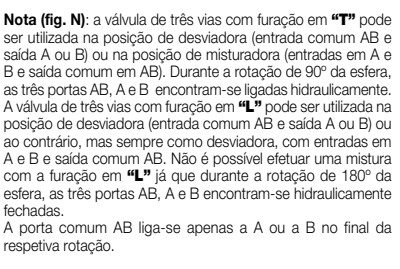 Nota (fig. N): a válvula de três vias com furação em “T” pode
ser utilizada na posição de desviadora (entrada comum AB e
saída A ou B) ou na posição de misturadora (entradas em A e
B e saída comum em AB). Durante a rotação de 90º da esfera,
as três portas AB, A e B encontram-se ligadas hidraulicamente.
A válvula de três vias com furação em “L” pode ser utilizada na
posição de desviadora (entrada comum AB e saída A ou B) ou
ao contrário, mas sempre como desviadora, com entradas em
A e B e saída comum AB. Não é possível efetuar uma mistura
com a furação em “L” já que durante a rotação de 180º da
esfera, as três portas AB, A e B encontram-se hidraulicamente
fechadas.
A porta comum AB liga-se apenas a A ou a B no final da
respetiva rotação.